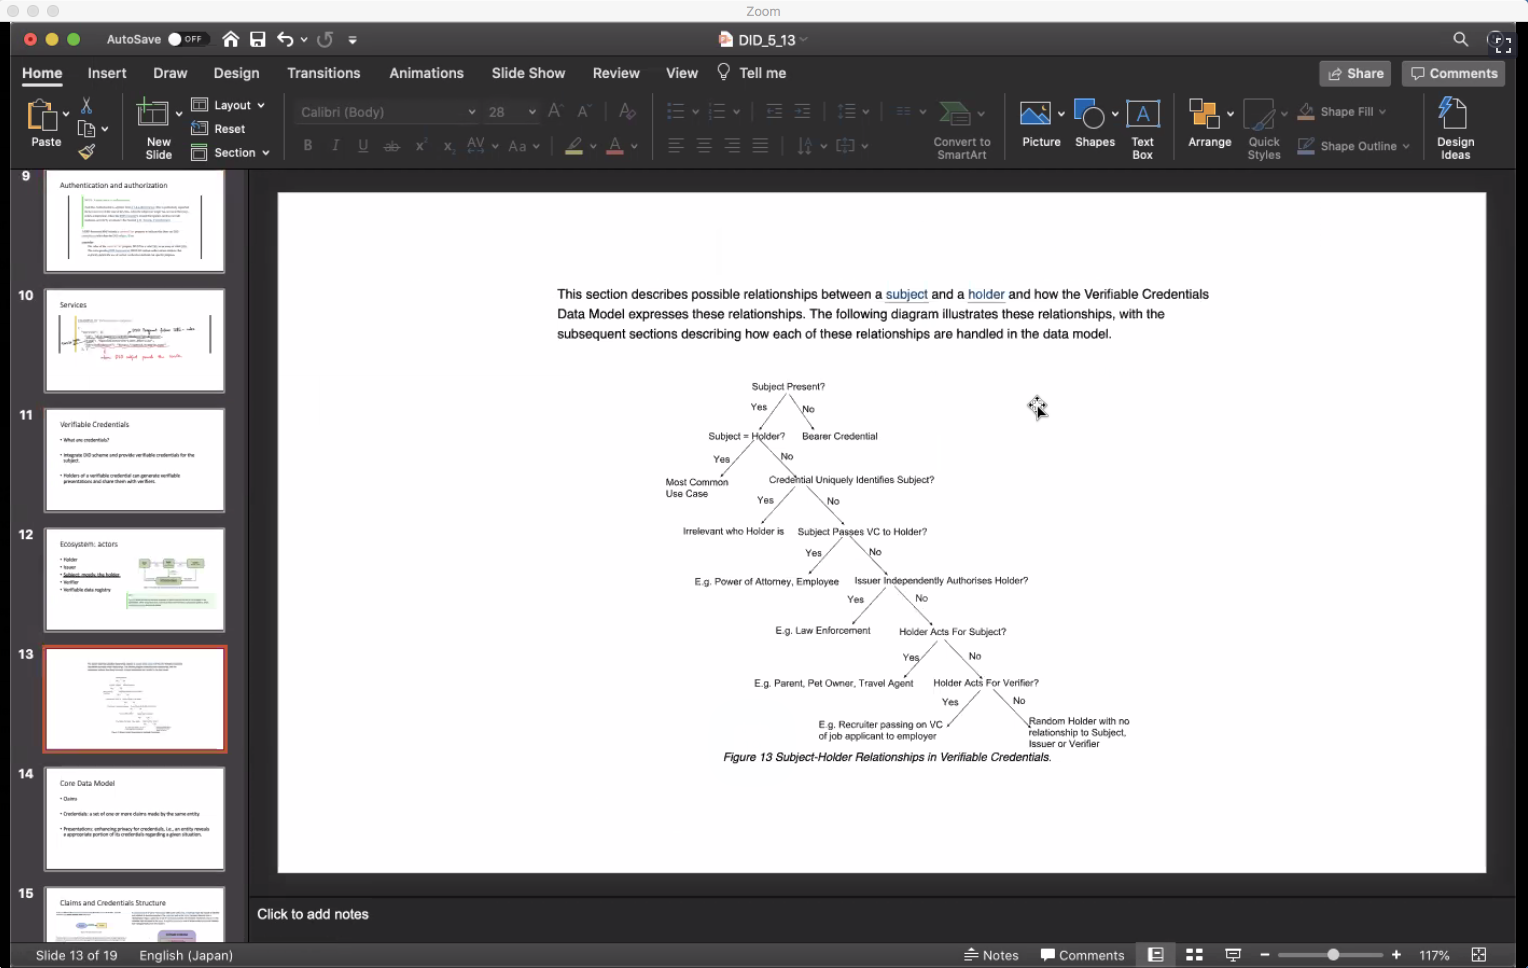 Zoom
AutoSave OFF
DID_5_13
Home Insert Draw Design Transitions Animations Slide Show Review View Tell me
Share Comments
Paste
New Slide
Layout
Reset
Section
Calibri (Body) 28
Convert to SmartArt
Picture
Shapes
Text Box
Arrange
Quick Styles
Shape Fill
Shape Outline
Design Ideas
9
Authentication and authorization
10
Services
11
Verifiable Credentials
• What are credentials?
• Integrate DID scheme and provide verifiable credentials for the
subject.
• Holders of a verifiable credential can generate verifiable
presentations and share them with verifiers.
12
Ecosystem: actors
• Holder
• Issuer
• Subject: mostly the holder
• Verifier
• Verifiable data registry
13
14
Core Data Model
• Claims
• Credentials: a set of one or more claims made by the same entity
• Presentations: enhancing privacy for credentials, i.e., an entity reveals
a appropriate portion of its credentials regarding a given situation.
15
Claims and Credentials Structure
This section describes possible relationships between a subject and a holder and how the Verifiable Credentials
Data Model expresses these relationships. The following diagram illustrates these relationships, with the
subsequent sections describing how each of these relationships are handled in the data model.
Subject Present?
Yes No
Subject = Holder? Bearer Credential
Yes No
Most Common
Use Case
Credential Uniquely Identifies Subject?
Yes No
Irrelevant who Holder is Subject Passes VC to Holder?
Yes No
E.g. Power of Attorney, Employee Issuer Independently Authorises Holder?
Yes No
E.g. Law Enforcement Holder Acts For Subject?
Yes No
E.g. Parent, Pet Owner, Travel Agent Holder Acts For Verifier?
Yes No
E.g. Recruiter passing on VC
of job applicant to employer
Random Holder with no
relationship to Subject,
Issuer or Verifier
Figure 13 Subject-Holder Relationships in Verifiable Credentials.
Click to add notes
Slide 13 of 19 English (Japan) Notes Comments 117%